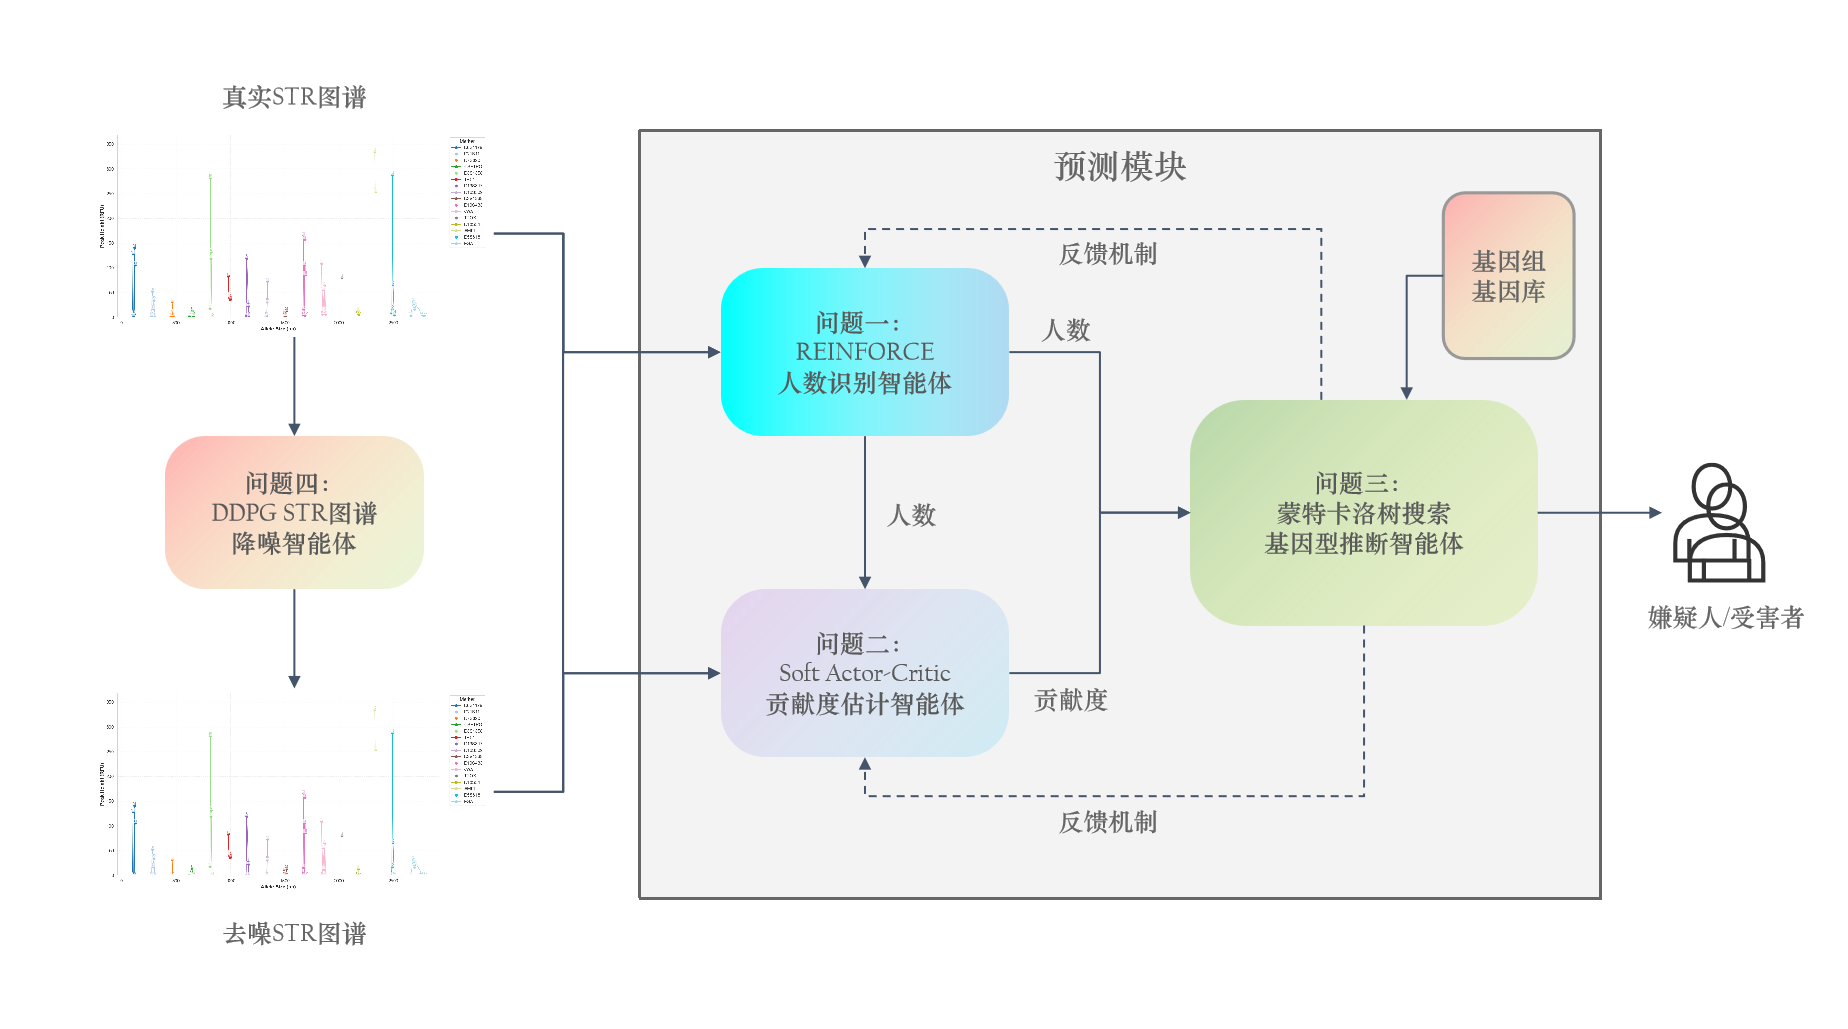 真实STR图谱
预测模块
反馈机制
基因组
基因库
问题一：
REINFORCE
人数识别智能体
人数
问题四：
DDPG STR图谱
降噪智能体
人数
问题三：
蒙特卡洛树搜索
基因型推断智能体
嫌疑人/受害者
问题二：
Soft Actor-Critic
贡献度估计智能体
贡献度
反馈机制
去噪STR图谱